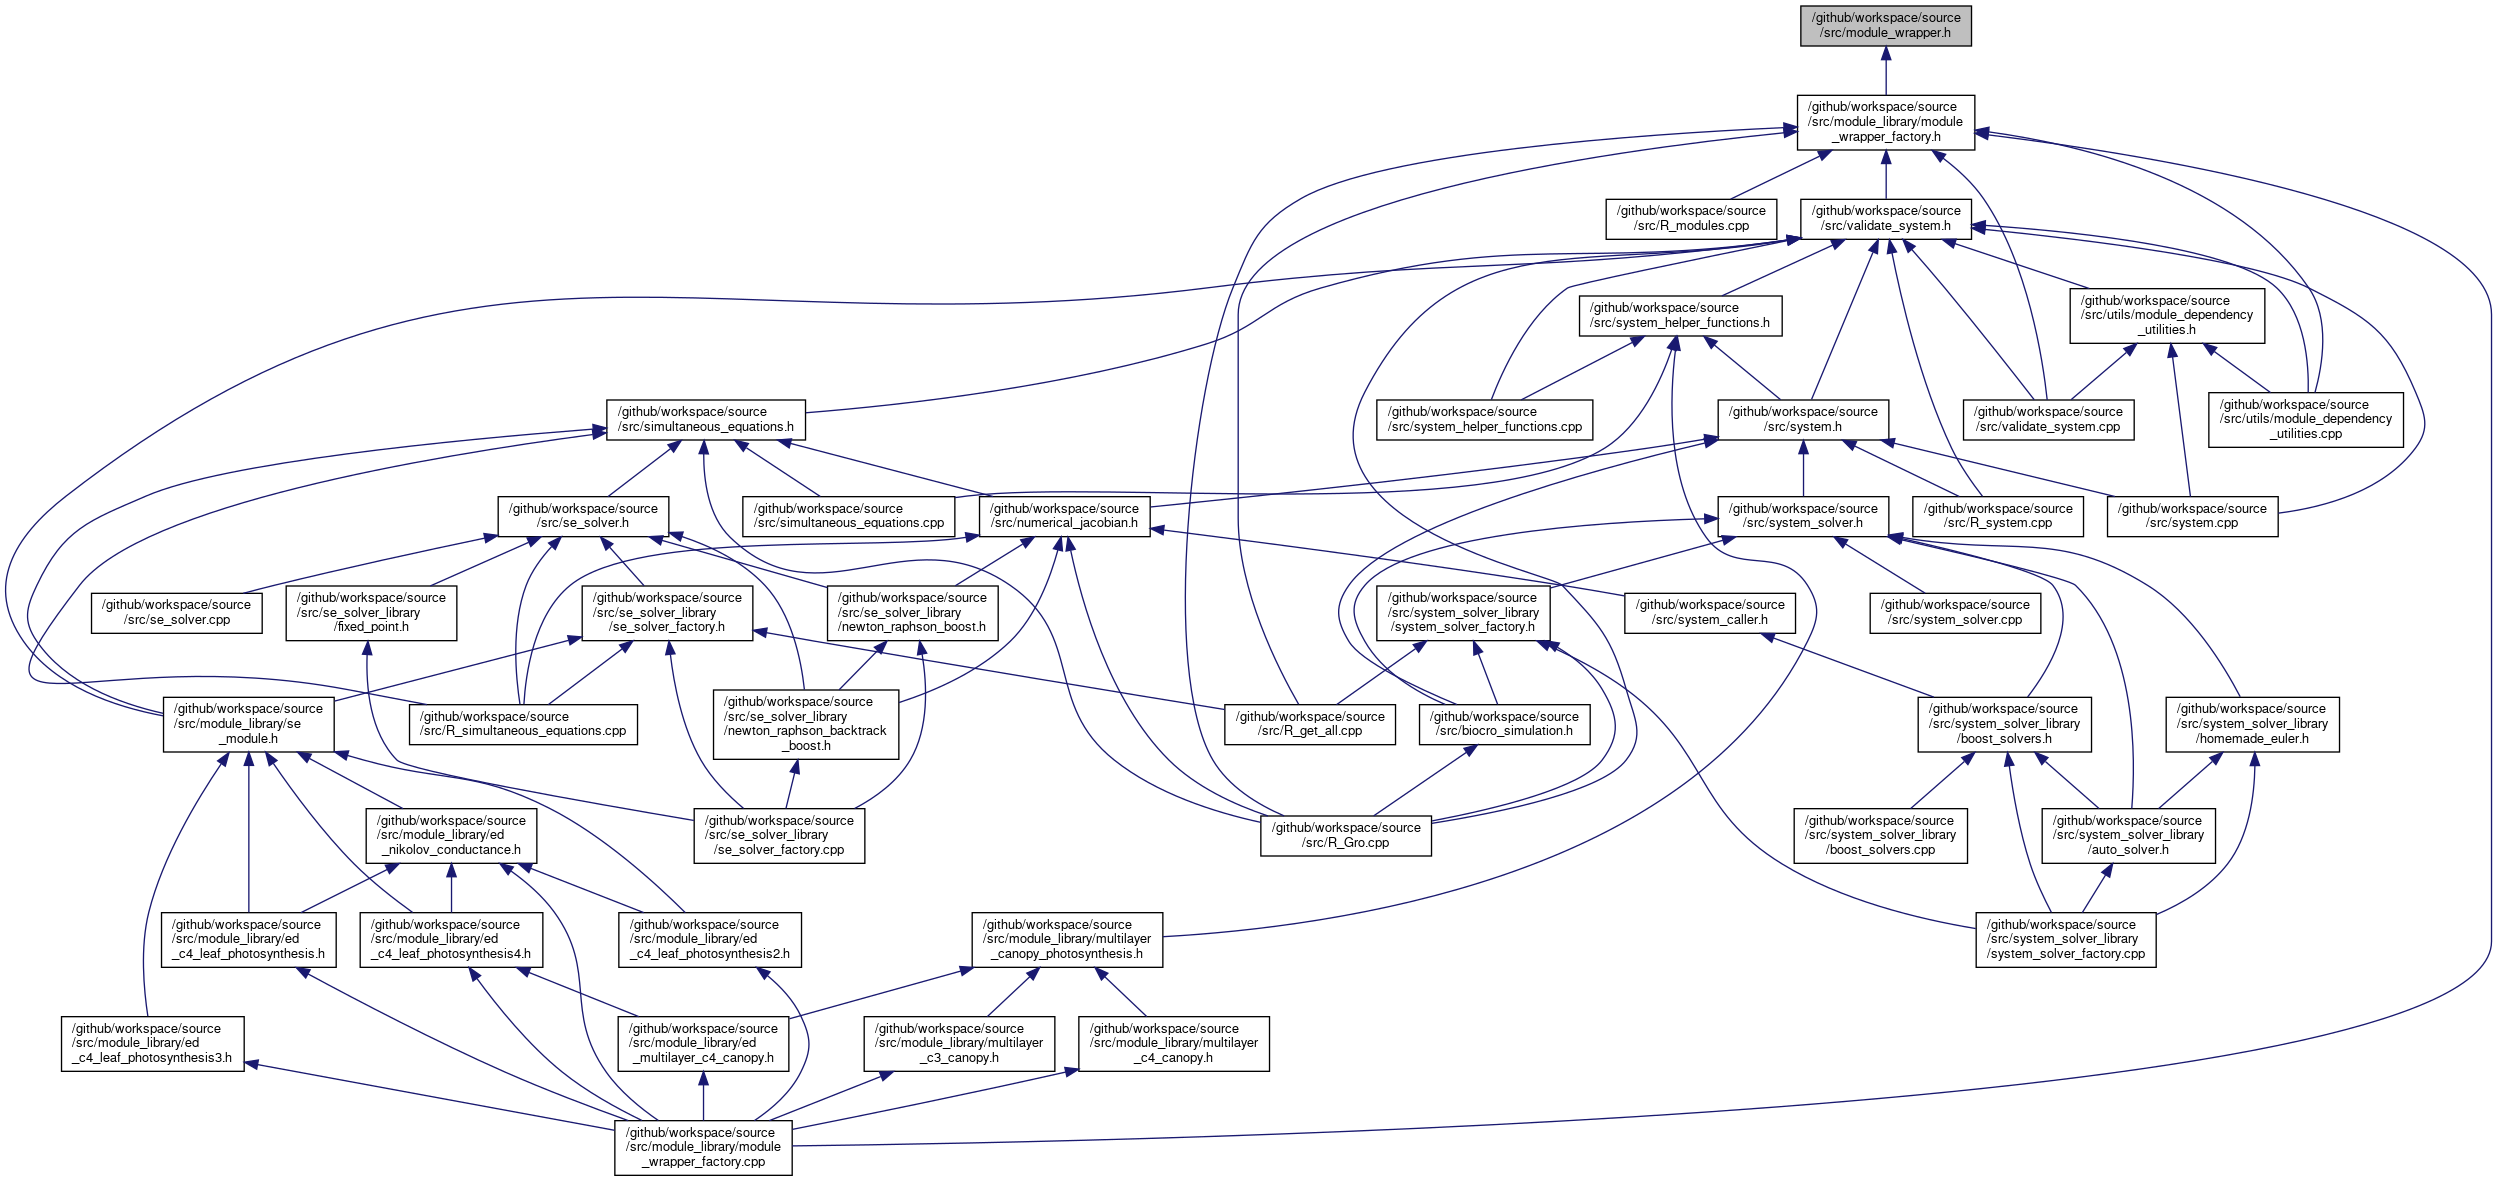 /github/workspace/source
/src/module_wrapper.h
/github/workspace/source
/src/module_library/module
_wrapper_factory.h
/github/workspace/source
/src/R_modules.cpp
/github/workspace/source
/src/validate_system.h
/github/workspace/source
/src/system_helper_functions.h
/github/workspace/source
/src/utils/module_dependency
_utilities.h
/github/workspace/source
/src/simultaneous_equations.h
/github/workspace/source
/src/system_helper_functions.cpp
/github/workspace/source
/src/system.h
/github/workspace/source
/src/validate_system.cpp
/github/workspace/source
/src/utils/module_dependency
_utilities.cpp
/github/workspace/source
/src/se_solver.h
/github/workspace/source
/src/simultaneous_equations.cpp
/github/workspace/source
/src/numerical_jacobian.h
/github/workspace/source
/src/system_solver.h
/github/workspace/source
/src/R_system.cpp
/github/workspace/source
/src/system.cpp
/github/workspace/source
/src/se_solver.cpp
/github/workspace/source
/src/se_solver_library
/fixed_point.h
/github/workspace/source
/src/se_solver_library
/se_solver_factory.h
/github/workspace/source
/src/se_solver_library
/newton_raphson_boost.h
/github/workspace/source
/src/system_solver_library
/system_solver_factory.h
/github/workspace/source
/src/system_caller.h
/github/workspace/source
/src/system_solver.cpp
/github/workspace/source
/src/module_library/se
_module.h
/github/workspace/source
/src/R_simultaneous_equations.cpp
/github/workspace/source
/src/se_solver_library
/newton_raphson_backtrack
_boost.h
/github/workspace/source
/src/R_get_all.cpp
/github/workspace/source
/src/biocro_simulation.h
/github/workspace/source
/src/system_solver_library
/boost_solvers.h
/github/workspace/source
/src/system_solver_library
/homemade_euler.h
/github/workspace/source
/src/module_library/ed
_nikolov_conductance.h
/github/workspace/source
/src/se_solver_library
/se_solver_factory.cpp
/github/workspace/source
/src/R_Gro.cpp
/github/workspace/source
/src/system_solver_library
/boost_solvers.cpp
/github/workspace/source
/src/system_solver_library
/auto_solver.h
/github/workspace/source
/src/module_library/ed
_c4_leaf_photosynthesis.h
/github/workspace/source
/src/module_library/ed
_c4_leaf_photosynthesis4.h
/github/workspace/source
/src/module_library/ed
_c4_leaf_photosynthesis2.h
/github/workspace/source
/src/module_library/multilayer
_canopy_photosynthesis.h
/github/workspace/source
/src/system_solver_library
/system_solver_factory.cpp
/github/workspace/source
/src/module_library/ed
_c4_leaf_photosynthesis3.h
/github/workspace/source
/src/module_library/ed
_multilayer_c4_canopy.h
/github/workspace/source
/src/module_library/multilayer
_c3_canopy.h
/github/workspace/source
/src/module_library/multilayer
_c4_canopy.h
/github/workspace/source
/src/module_library/module
_wrapper_factory.cpp